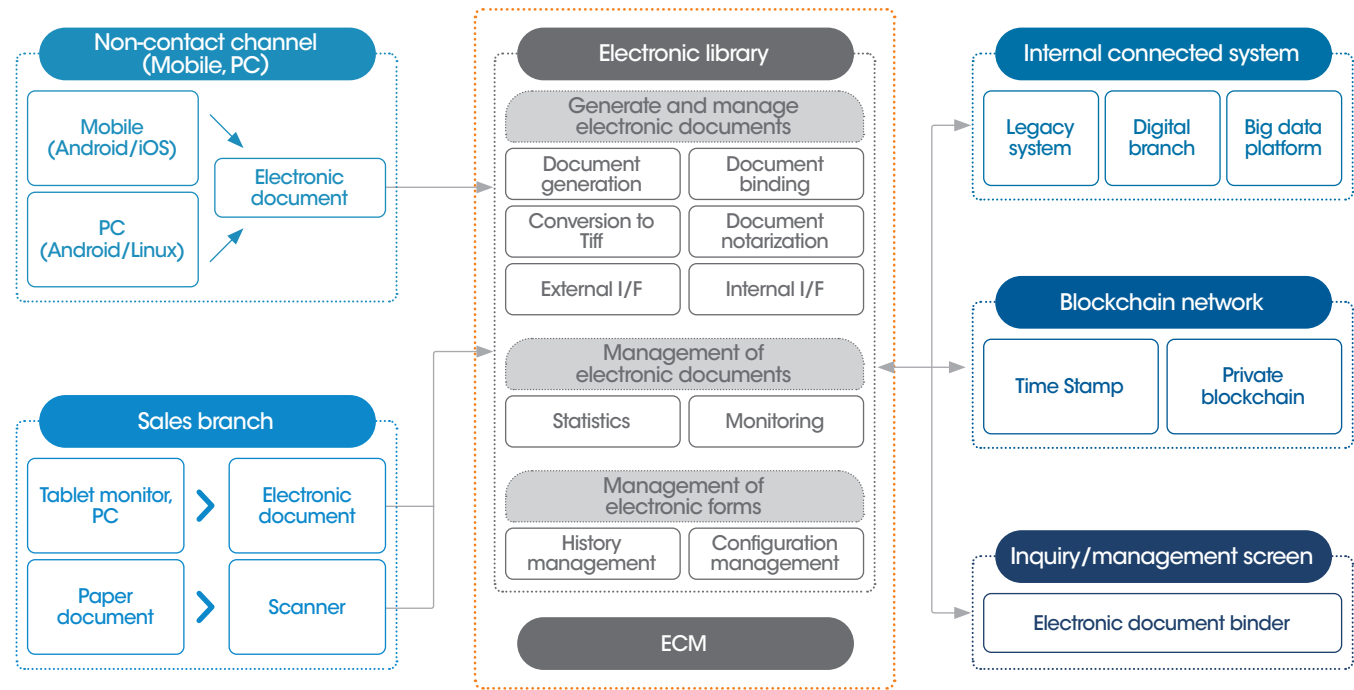 Non-contact channel
(Mobile, PC)
Mobile
(Android/iOS)
PC
(Android/Linux)
Electronic
document
Sales branch
Tablet monitor,
PC
Electronic
document
Paper
document
Scanner
Electronic library
Generate and manage
electronic documents
Document
generation
Document
binding
Conversion to
Tiff
Document
notarization
External I/F
Internal I/F
Management of
electronic documents
Statistics
Monitoring
Management of
electronic forms
History
management
Configuration
management
ECM
Internal connected system
Legacy
system
Digital
branch
Big data
platform
Blockchain network
Time Stamp
Private
blockchain
Inquiry/management screen
Electronic document binder